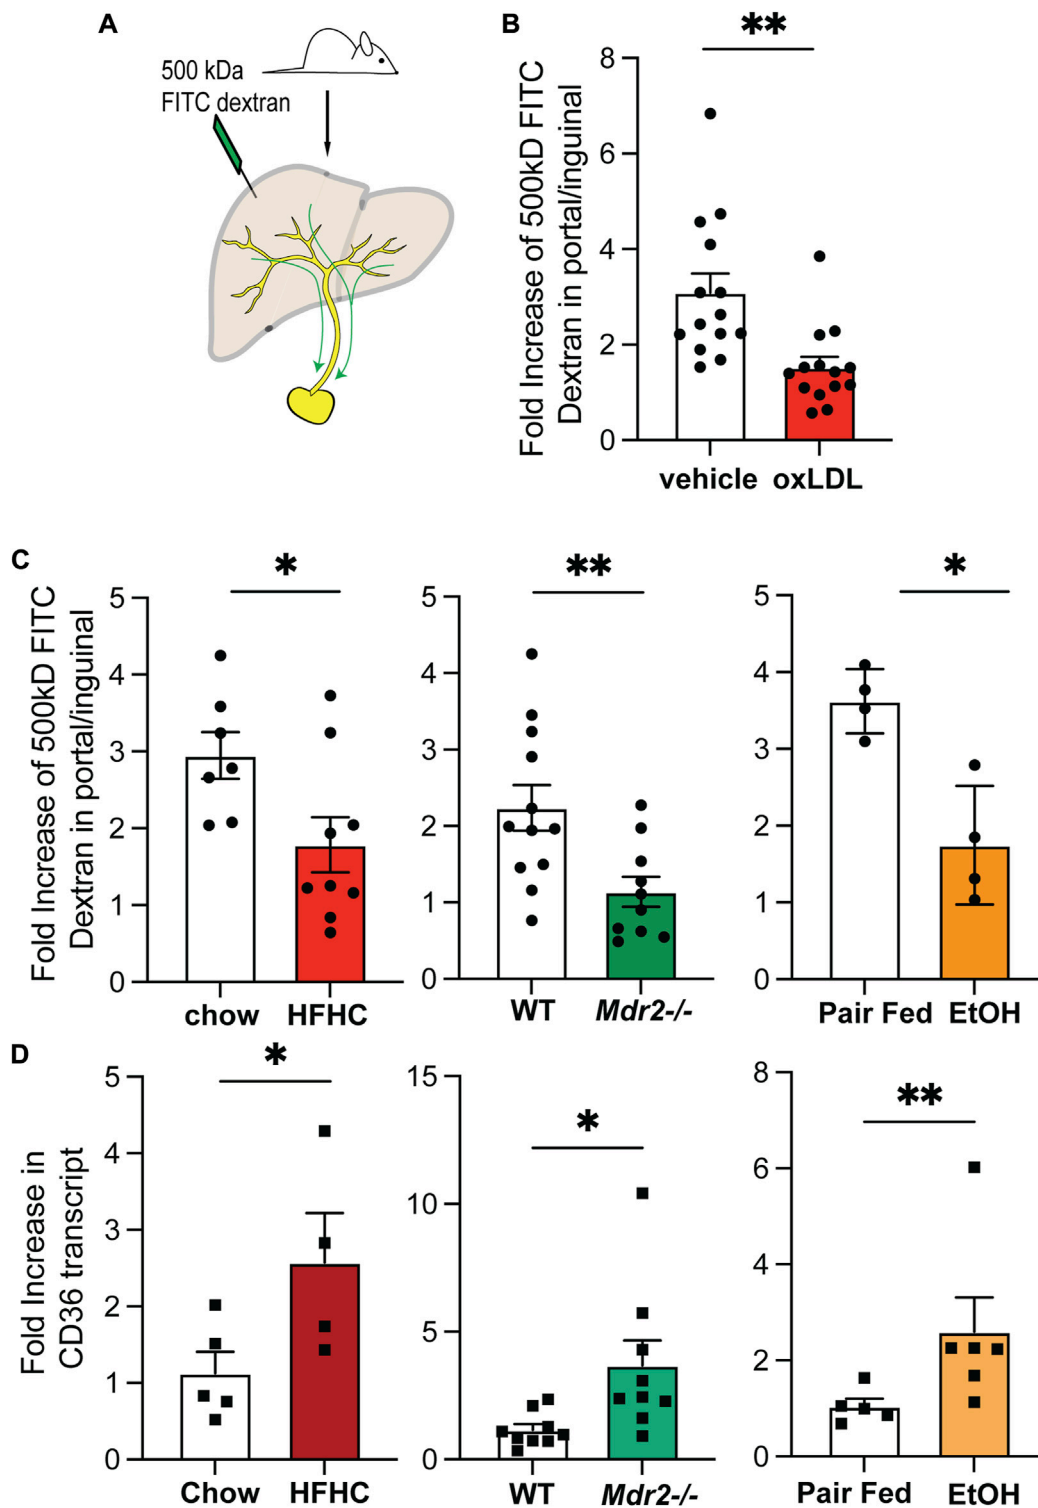 A
500 kDa
FITC dextran
B
**
Fold Increase of 500kD FITC
Dextran in portal/inguinal
8
6
4
2
0
vehicle oxLDL
C
*
Fold Increase of 500kD FITC
Dextran in portal/inguinal
5
4
3
2
1
0
chow HFHC
**
5
4
3
2
1
0
WT Mdr2-/-
*
5
4
3
2
1
0
Pair Fed EtOH
D
*
Fold Increase in
CD36 transcript
5
4
3
2
1
0
Chow HFHC
*
15
10
5
0
WT Mdr2-/-
**
8
6
4
2
0
Pair Fed EtOH